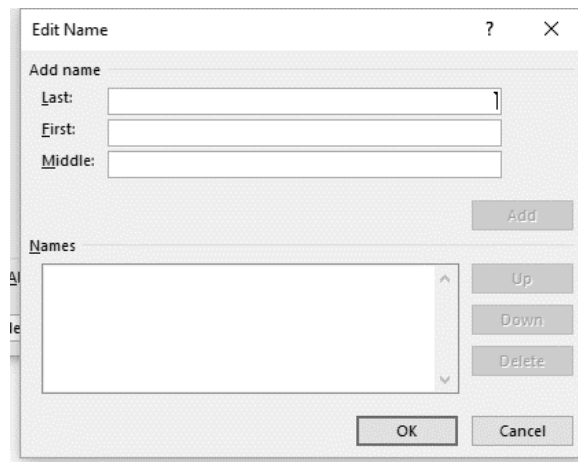 Edit Name ? X
Add name
Last:
First:
Middle:
Add
Names
Up
Down
Delete
OK Cancel